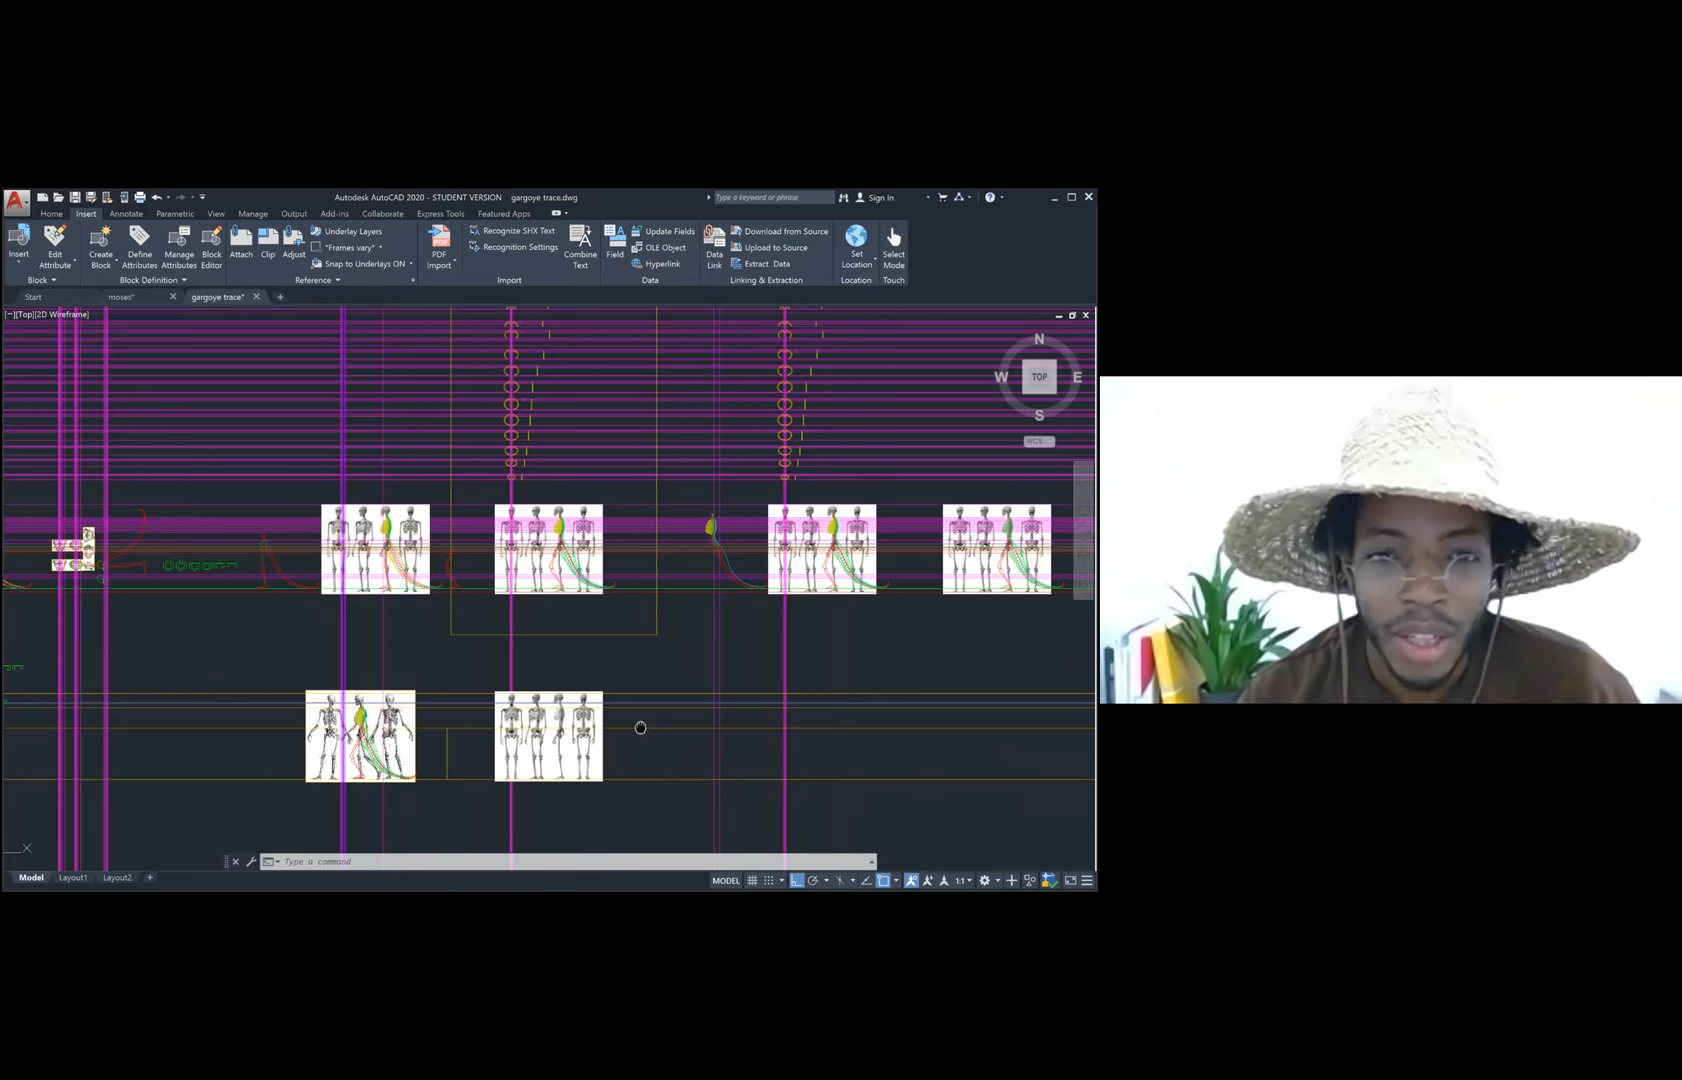 Autodesk AutoCAD 2020 - STUDENT VERSION gargoye trace.dwg
Type a keyword or phrase
Sign In
Home Insert Annotate Parametric View Manage Output Add-ins Collaborate Express Tools Featured Apps
Insert
Edit Attribute
Create Block
Define Attributes
Manage Attributes
Block Editor
Attach
Clip
Adjust
Underlay Layers
"Frames vary"
Snap to Underlays ON
PDF Import
Recognize SHX Text
Recognition Settings
Combine Text
Field
Update Fields
OLE Object
Hyperlink
Data Link
Download from Source
Upload to Source
Extract Data
Set Location
Select Mode
Block Block Definition Reference Import Data Linking & Extraction Location Touch
Start moses* gargoye trace*
[−][Top][2D Wireframe]
N
W TOP E
S
WCS
Type a command
Model Layout1 Layout2
MODEL 1:1